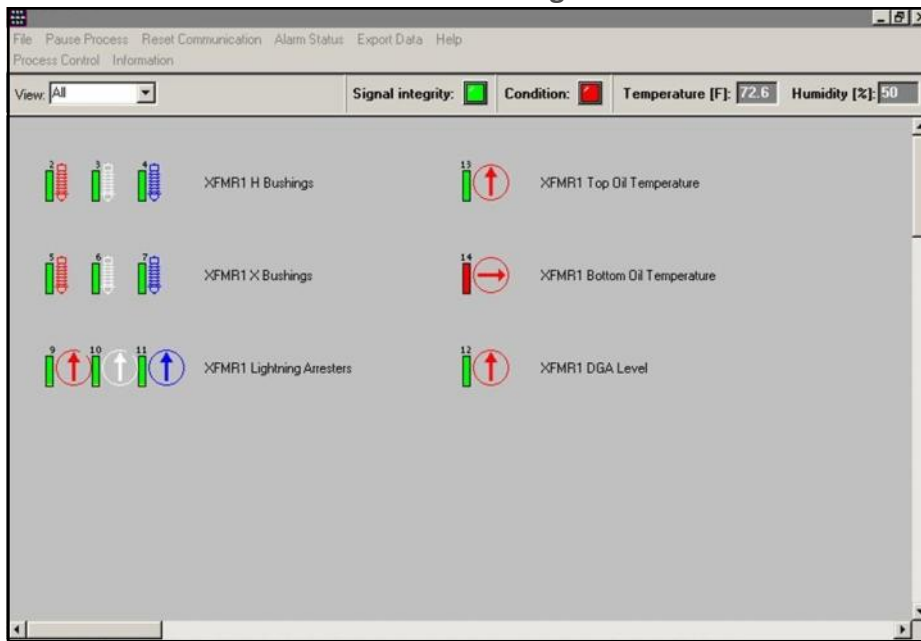 File Pause Process Reset Communication Alarm Status Export Data Help
Process Control Information
View: All Signal integrity: Condition: Temperature [F]: 72.6 Humidity [%]: 50
2 3 4 XFMR1 H Bushings
13 XFMR1 Top Oil Temperature
5 6 7 XFMR1 X Bushings
14 XFMR1 Bottom Oil Temperature
9 10 11 XFMR1 Lightning Arresters
12 XFMR1 DGA Level